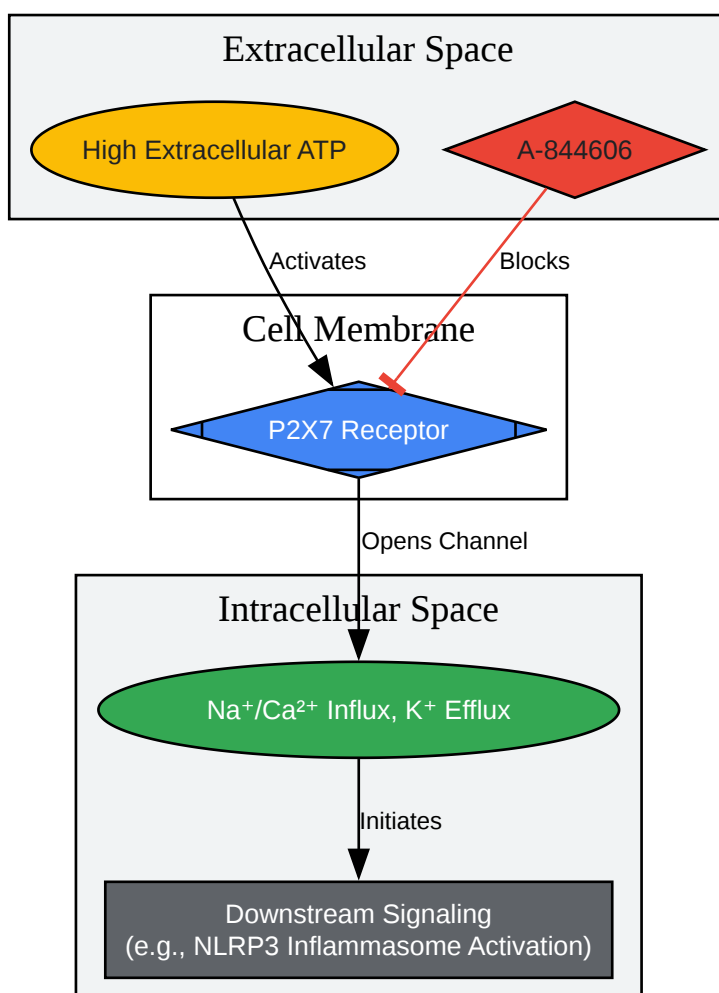 Extracellular Space
High Extracellular ATP
A-844606
Activates
Blocks
Cell Membrane
P2X7 Receptor
Opens Channel
Intracellular Space
Na⁺/Ca²⁺ Influx, K⁺ Efflux
Initiates
Downstream Signaling
(e.g., NLRP3 Inflammasome Activation)